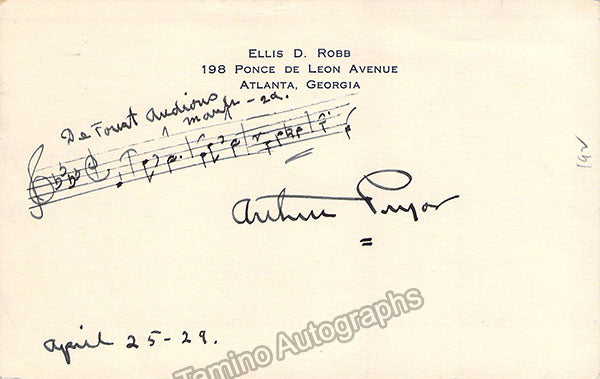 ELLIS D. ROBB
198 PONCE DE LEON AVENUE
ATLANTA, GEORGIA
De Forest Audions
March
Arthur Pryor
April 25-29.
Tamino Autographs